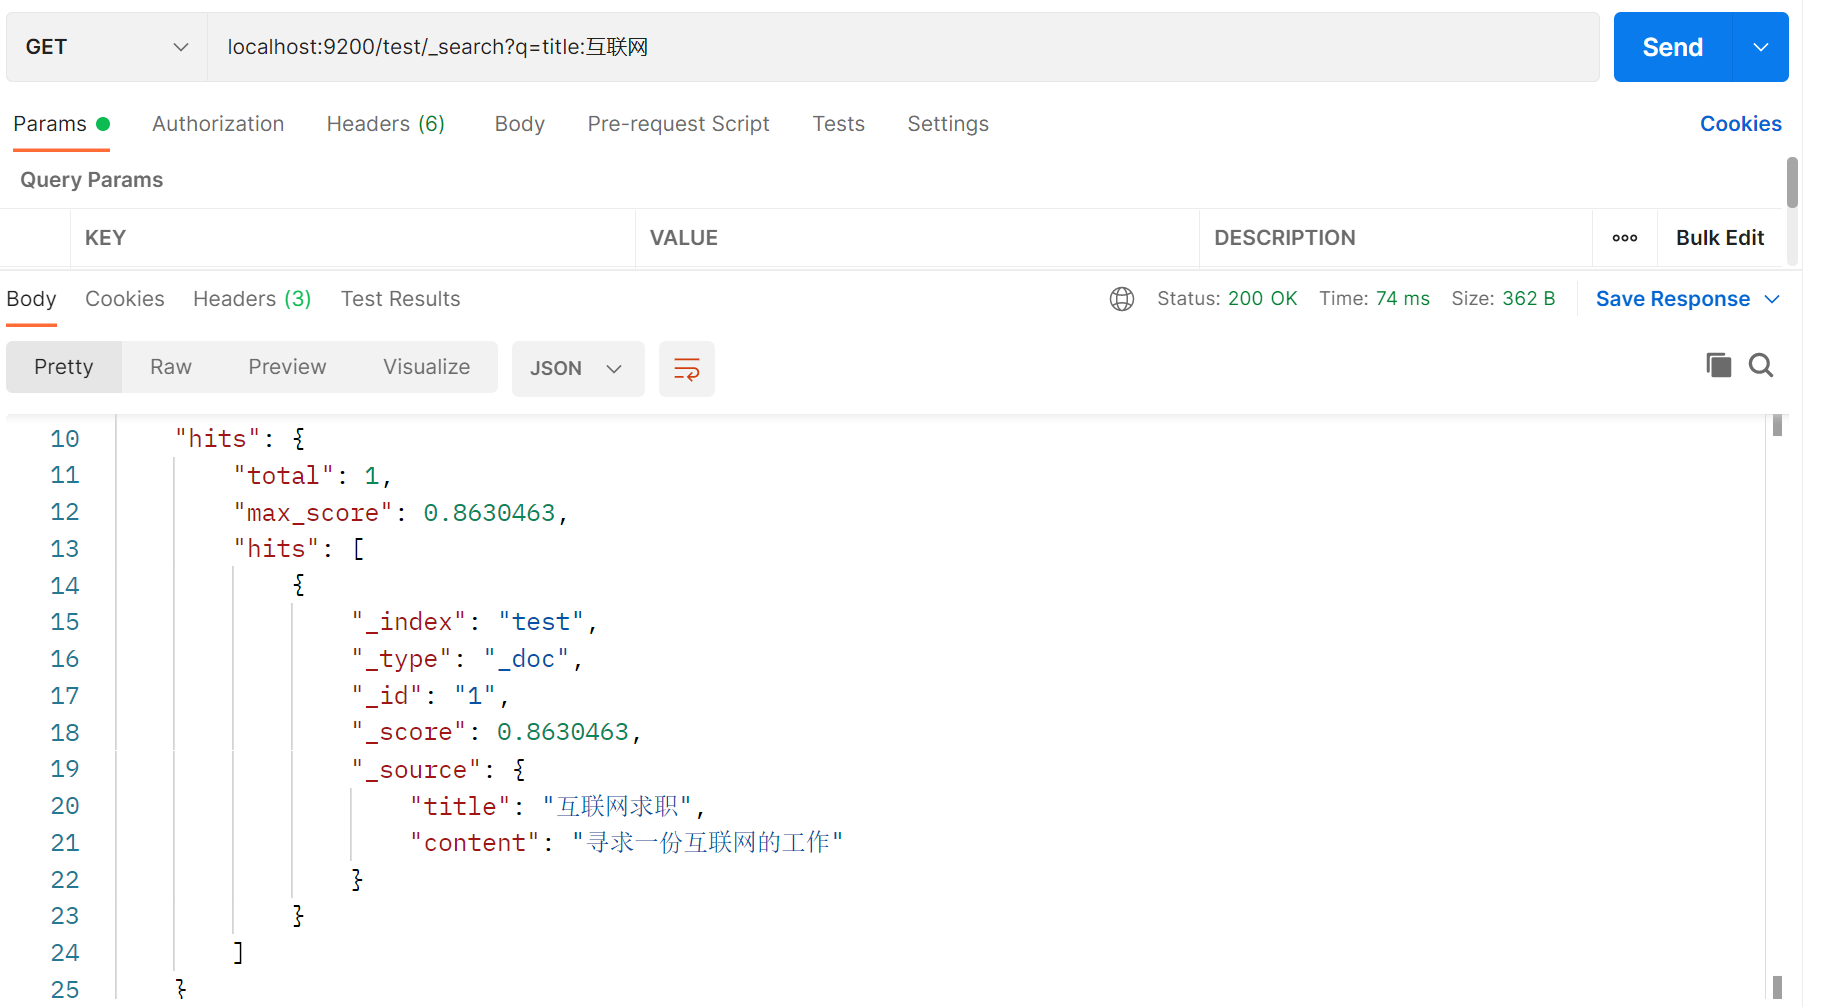 GET localhost:9200/test/_search?q=title:互联网 Send
Params Authorization Headers (6) Body Pre-request Script Tests Settings Cookies
Query Params
KEY VALUE DESCRIPTION ooo Bulk Edit
Body Cookies Headers (3) Test Results Status: 200 OK Time: 74 ms Size: 362 B Save Response
Pretty Raw Preview Visualize JSON
10 "hits": {
11 "total": 1,
12 "max_score": 0.8630463,
13 "hits": [
14 {
15 "_index": "test",
16 "_type": "_doc",
17 "_id": "1",
18 "_score": 0.8630463,
19 "_source": {
20 "title": "互联网求职",
21 "content": "寻求一份互联网的工作"
22 }
23 }
24 ]
25 }